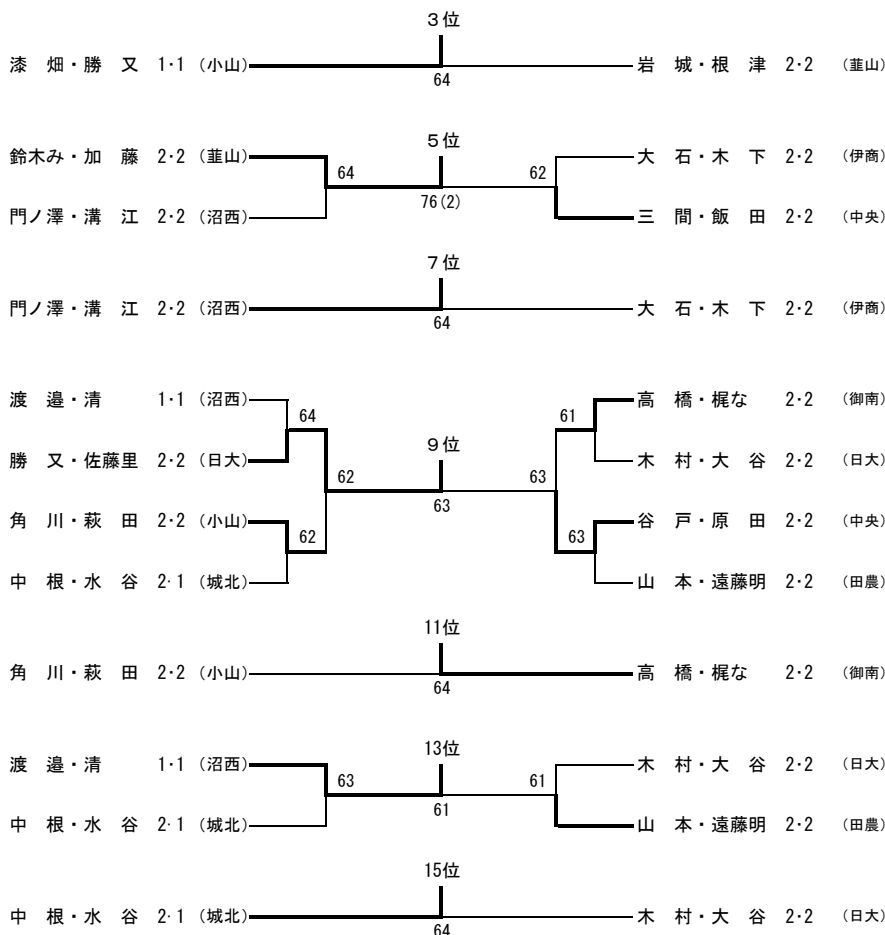 3位
漆　畑・勝　又　1・1（小山）　岩　城・根　津　2・2　（韮山）
64
鈴木み・加　藤　2・2（韮山）　5位　大　石・木　下　2・2　（伊商）
64　62
76(2)
門ノ澤・溝　江　2・2（沼西）　三　間・飯　田　2・2　（中央）
7位
門ノ澤・溝　江　2・2（沼西）　大　石・木　下　2・2　（伊商）
64
渡　邉・清　1・1（沼西）　高　橋・梶な　2・2　（御南）
64　61
勝　又・佐藤里　2・2（日大）　9位　木　村・大　谷　2・2　（日大）
62　63
63
角　川・萩　田　2・2（小山）　谷　戸・原　田　2・2　（中央）
62　63
中　根・水　谷　2・1（城北）　山　本・遠藤明　2・2　（田農）
11位
角　川・萩　田　2・2（小山）　高　橋・梶な　2・2　（御南）
64
13位
渡　邉・清　1・1（沼西）　木　村・大　谷　2・2　（日大）
63　61
61
中　根・水　谷　2・1（城北）　山　本・遠藤明　2・2　（田農）
15位
中　根・水　谷　2・1（城北）　木　村・大　谷　2・2　（日大）
64